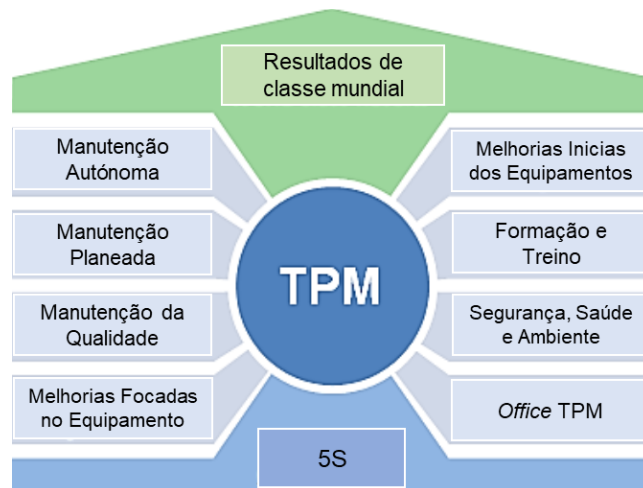 Resultados de
classe mundial
Manutenção
Autónoma
Manutenção
Planeada
Manutenção da
Qualidade
Melhorias Focadas
no Equipamento
TPM
Melhorias Inicias
dos Equipamentos
Formação e
Treino
Segurança, Saúde
e Ambiente
Office TPM
5S